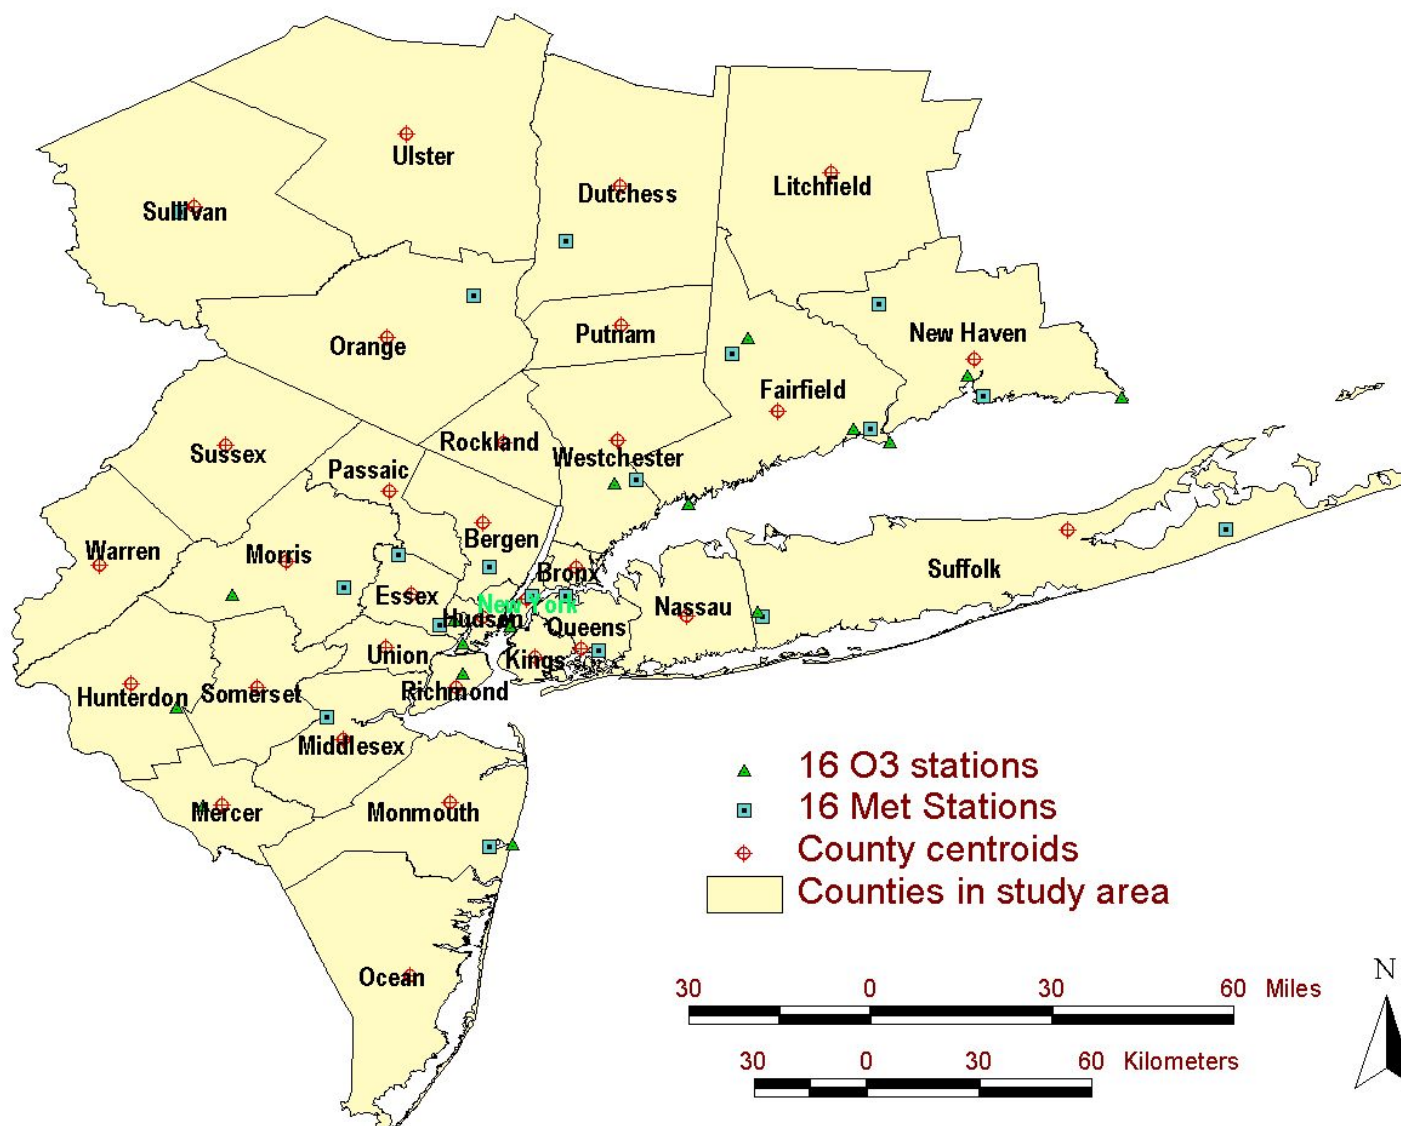 Ulster
Litchfield
Dutchess
Sullivan
New Haven
Putnam
Orange
Fairfield
Rockland
Sussex
Westchester
Passaic
Bergen
Warren
Morris
Suffolk
Bronx
Essex
New York
Nassau
Hudson
Queens
Union
Kings
Hunterdon
Somerset
Richmond
Middlesex
Mercer
Monmouth
Ocean
16 O3 stations
16 Met Stations
County centroids
Counties in study area
N
30 0 30 60 Miles
30 0 30 60 Kilometers